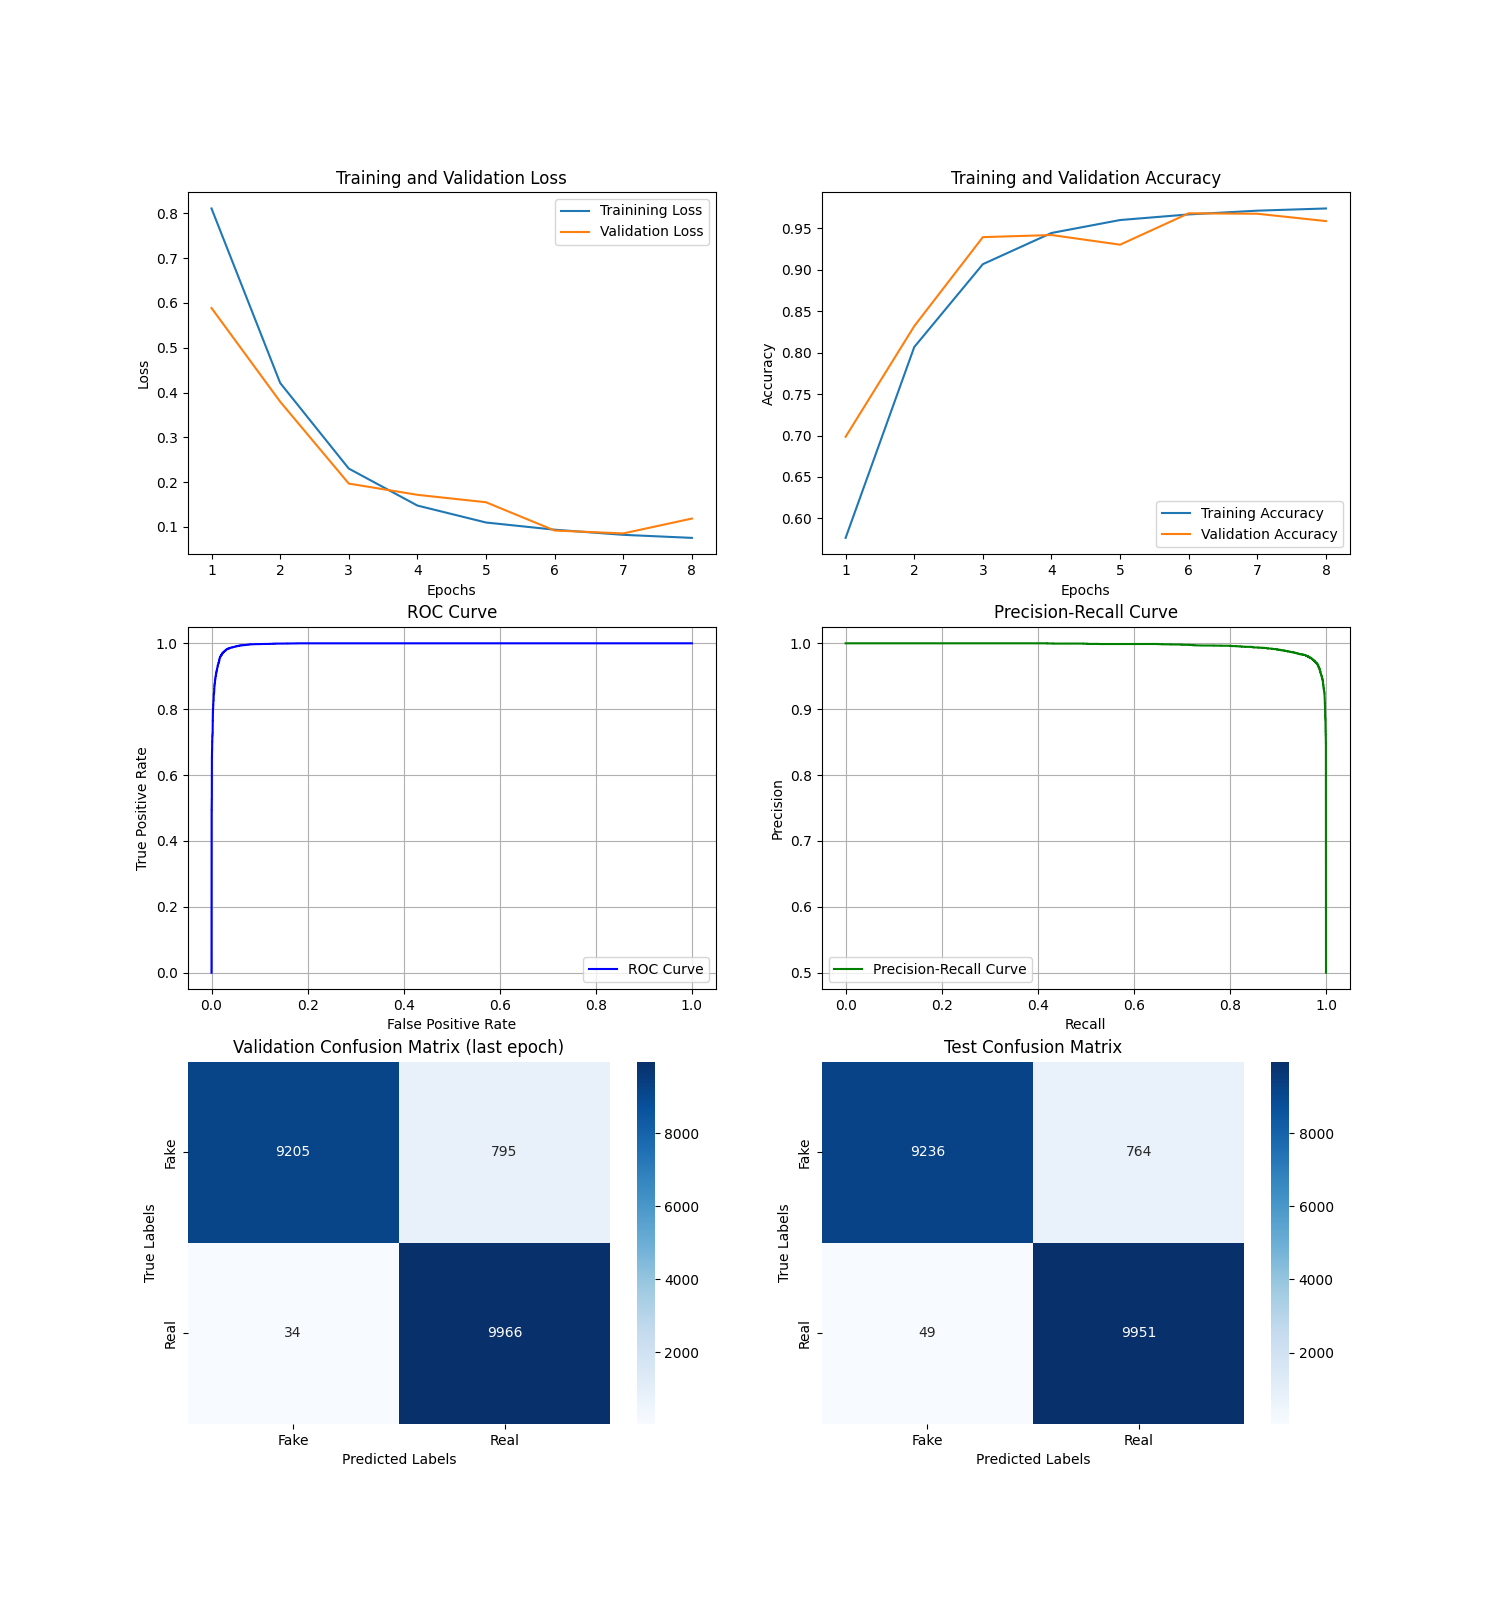 Training and Validation Loss
Trainining Loss
Validation Loss
0.8
0.7
0.6
0.5
0.4
0.3
0.2
0.1
Loss
1 2 3 4 5 6 7 8
Epochs
Training and Validation Accuracy
0.95
0.90
0.85
0.80
0.75
0.70
0.65
0.60
Accuracy
Training Accuracy
Validation Accuracy
1 2 3 4 5 6 7 8
Epochs
ROC Curve
1.0
0.8
0.6
0.4
0.2
0.0
True Positive Rate
ROC Curve
0.0 0.2 0.4 0.6 0.8 1.0
False Positive Rate
Precision-Recall Curve
1.0
0.9
0.8
0.7
0.6
0.5
Precision
Precision-Recall Curve
0.0 0.2 0.4 0.6 0.8 1.0
Recall
Validation Confusion Matrix (last epoch)
True Labels
Fake
9205 795
Real
34 9966
Fake Real
Predicted Labels
8000
6000
4000
2000
Test Confusion Matrix
True Labels
Fake
9236 764
Real
49 9951
Fake Real
Predicted Labels
8000
6000
4000
2000